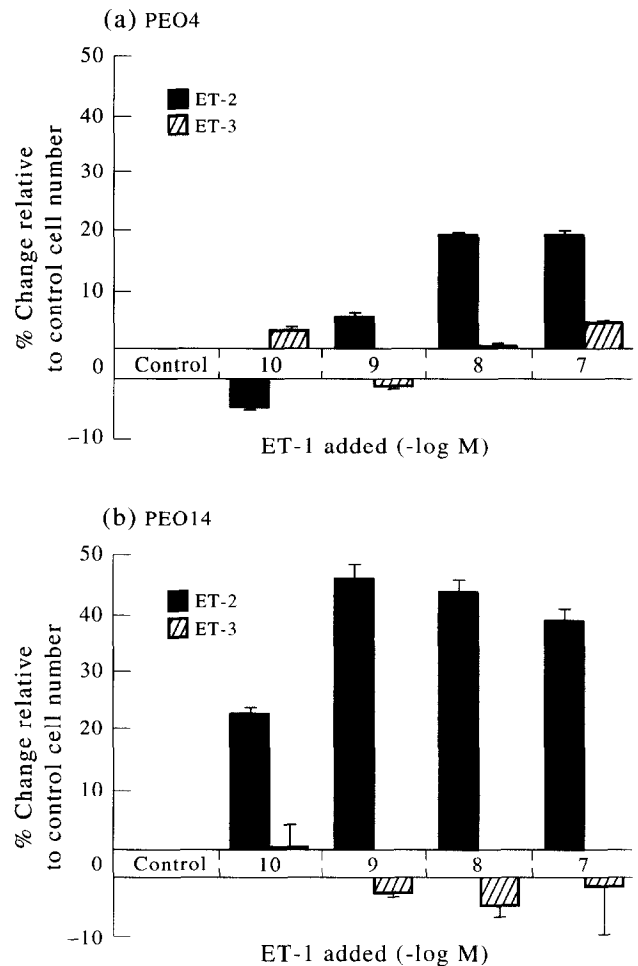 (a) PEO4
50
40
30
20
10
0
−10
ET-2
ET-3
% Change relative
to control cell number
Control 10 9 8 7
ET-1 added (-log M)
(b) PEO14
50
40
30
20
10
0
−10
ET-2
ET-3
% Change relative
to control cell number
Control 10 9 8 7
ET-1 added (-log M)